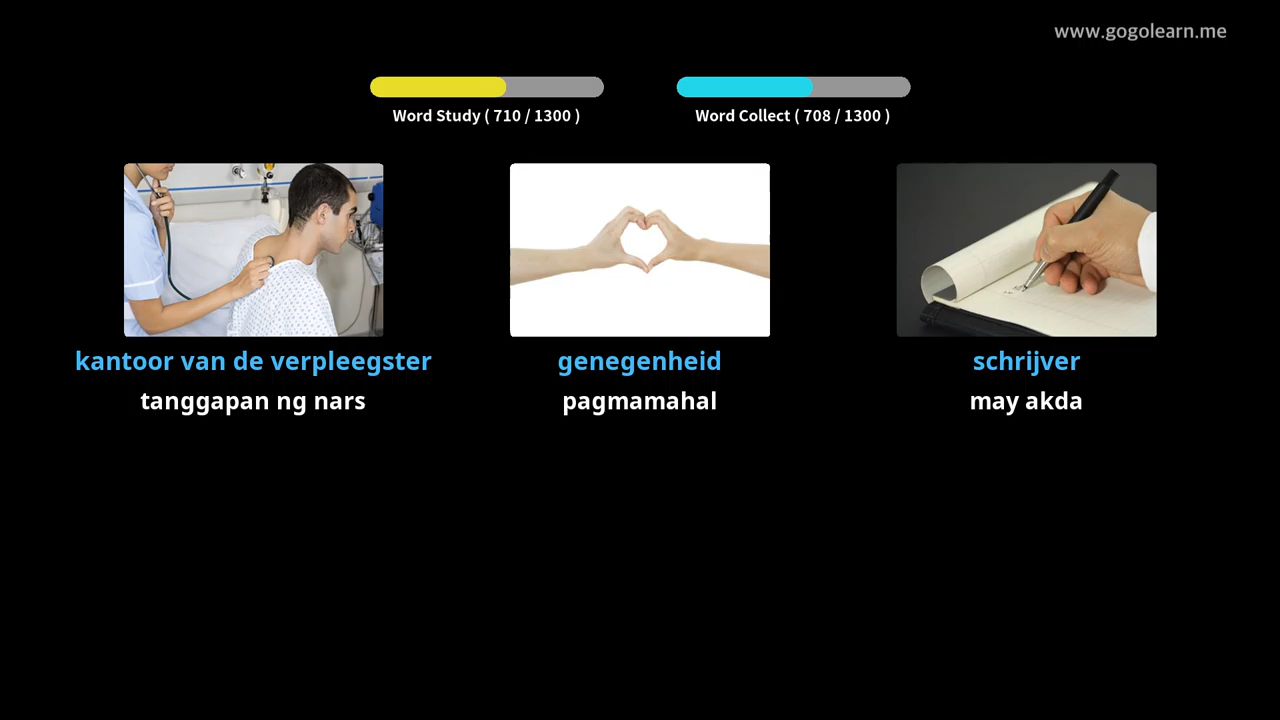 www.gogolearn.me
Word Study ( 710 / 1300 )
Word Collect ( 708 / 1300 )
kantoor van de verpleegster
tanggapan ng nars
genegenheid
pagmamahal
schrijver
may akda